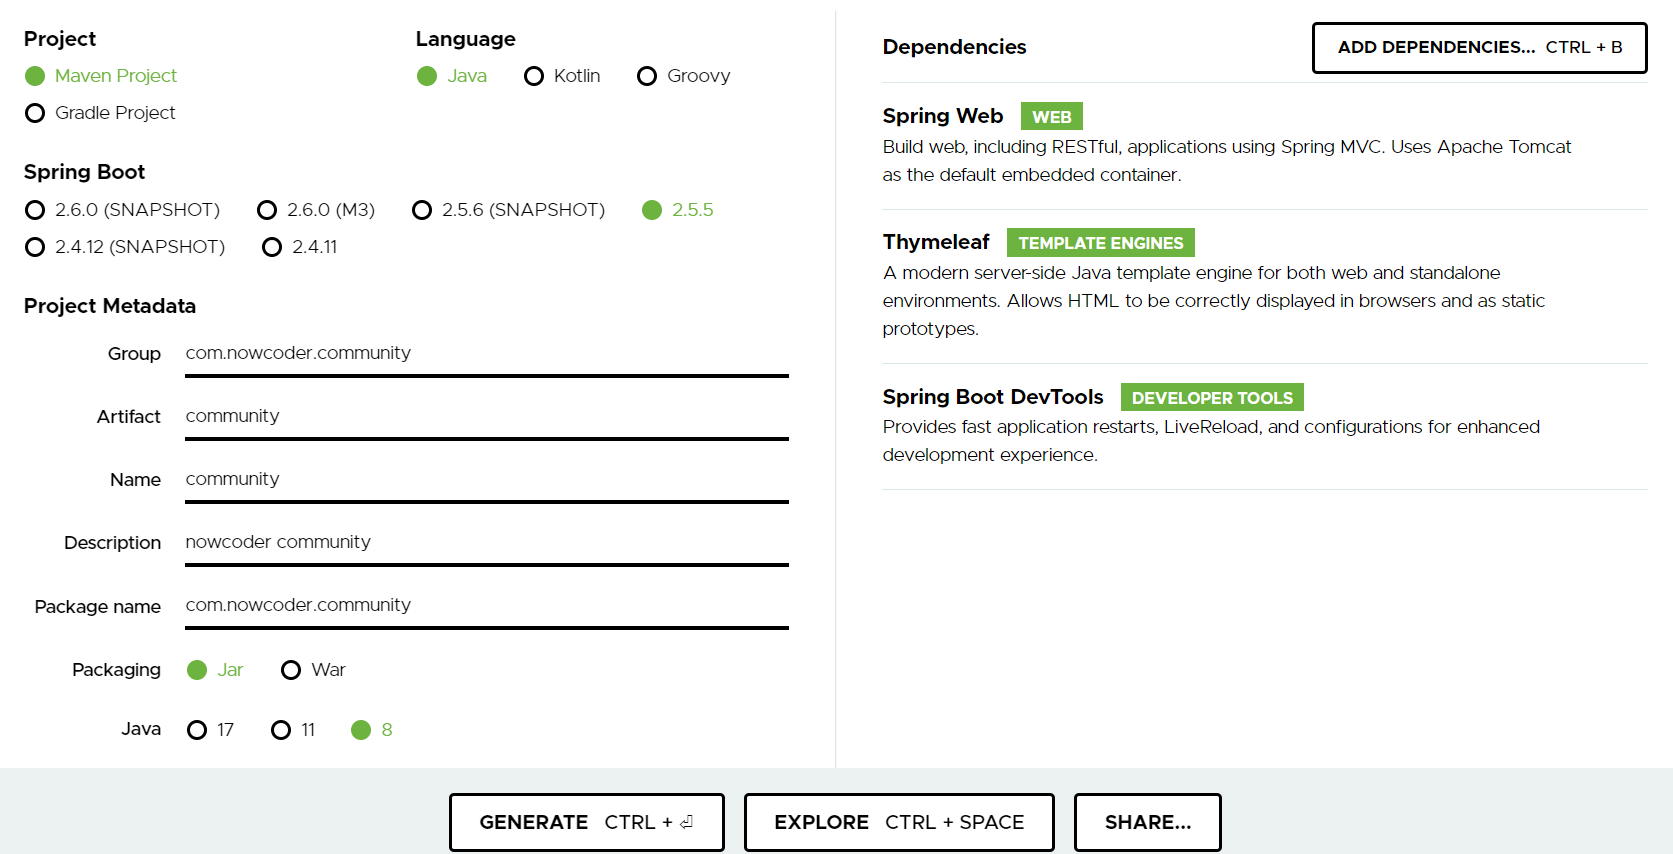 Project
Maven Project
Gradle Project
Language
Java Kotlin Groovy
Spring Boot
2.6.0 (SNAPSHOT) 2.6.0 (M3) 2.5.6 (SNAPSHOT) 2.5.5
2.4.12 (SNAPSHOT) 2.4.11
Project Metadata
Group com.nowcoder.community
Artifact community
Name community
Description nowcoder community
Package name com.nowcoder.community
Packaging Jar War
Java 17 11 8
Dependencies ADD DEPENDENCIES... CTRL + B
Spring Web WEB
Build web, including RESTful, applications using Spring MVC. Uses Apache Tomcat
as the default embedded container.
Thymeleaf TEMPLATE ENGINES
A modern server-side Java template engine for both web and standalone
environments. Allows HTML to be correctly displayed in browsers and as static
prototypes.
Spring Boot DevTools DEVELOPER TOOLS
Provides fast application restarts, LiveReload, and configurations for enhanced
development experience.
GENERATE CTRL + ⏎ EXPLORE CTRL + SPACE SHARE...